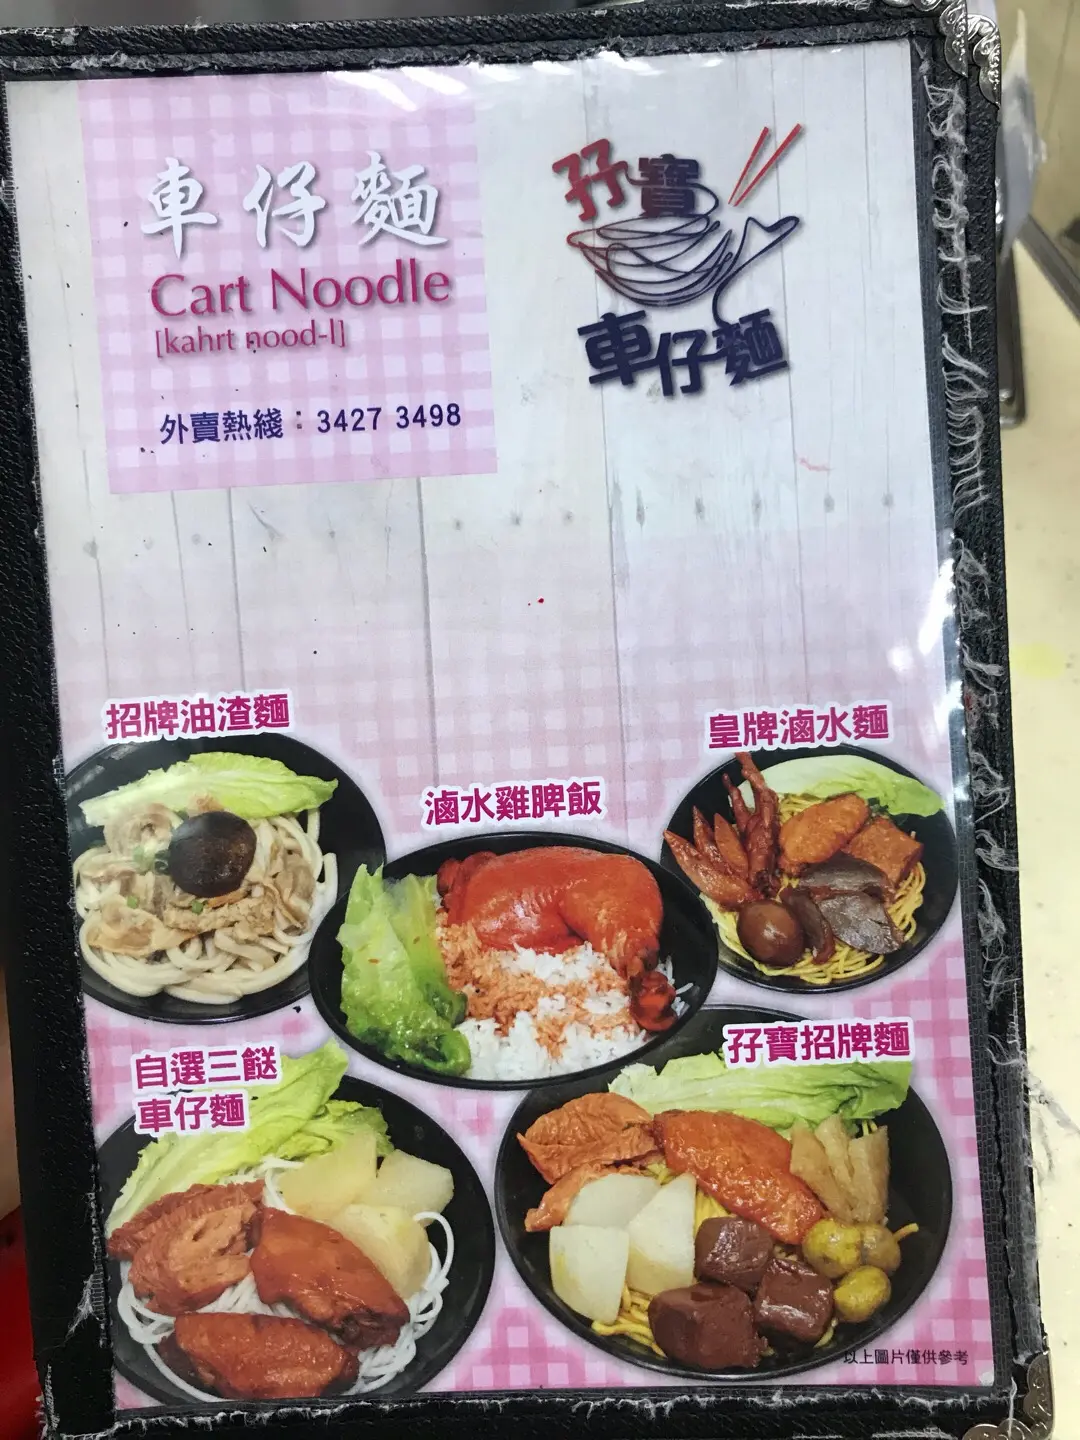 車仔麵
Cart Noodle
[kahrt nood-l]
外賣熱綫：3427 3498
孖寶
車仔麵
招牌油渣麵
皇牌滷水麵
滷水雞髀飯
自選三餸
車仔麵
孖寶招牌麵
以上圖片僅供參考